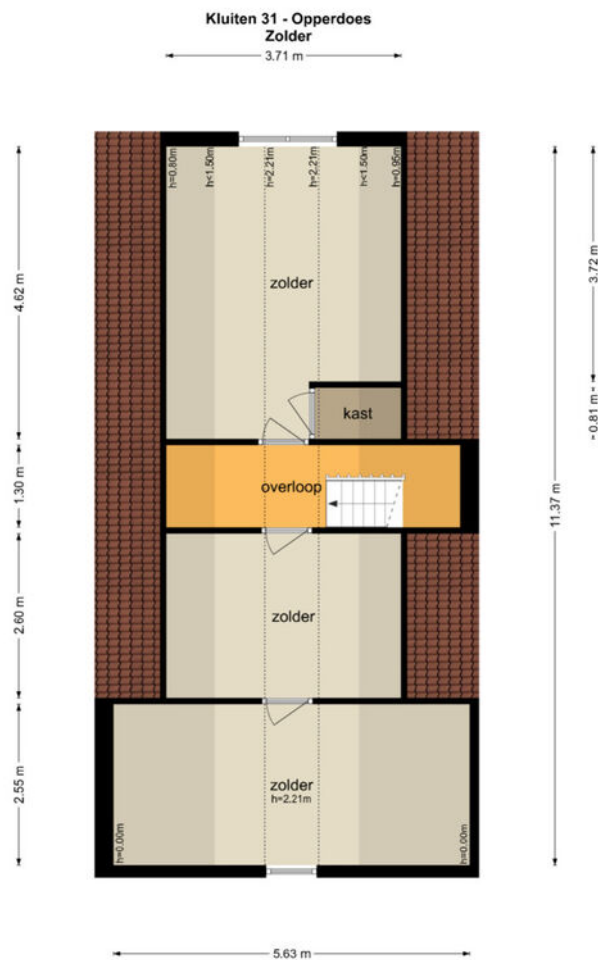 Kluiten 31 - Opperdoes
Zolder
3.71 m
h=0.80m
h<1.50m
h=2.21m
h=2.21m
h<1.50m
h=0.95m
4.62 m
3.72 m
zolder
kast
0.81 m
overloop
1.30 m
11.37 m
zolder
2.60 m
zolder
h=2.21m
2.55 m
h=0.00m
h=0.00m
5.63 m